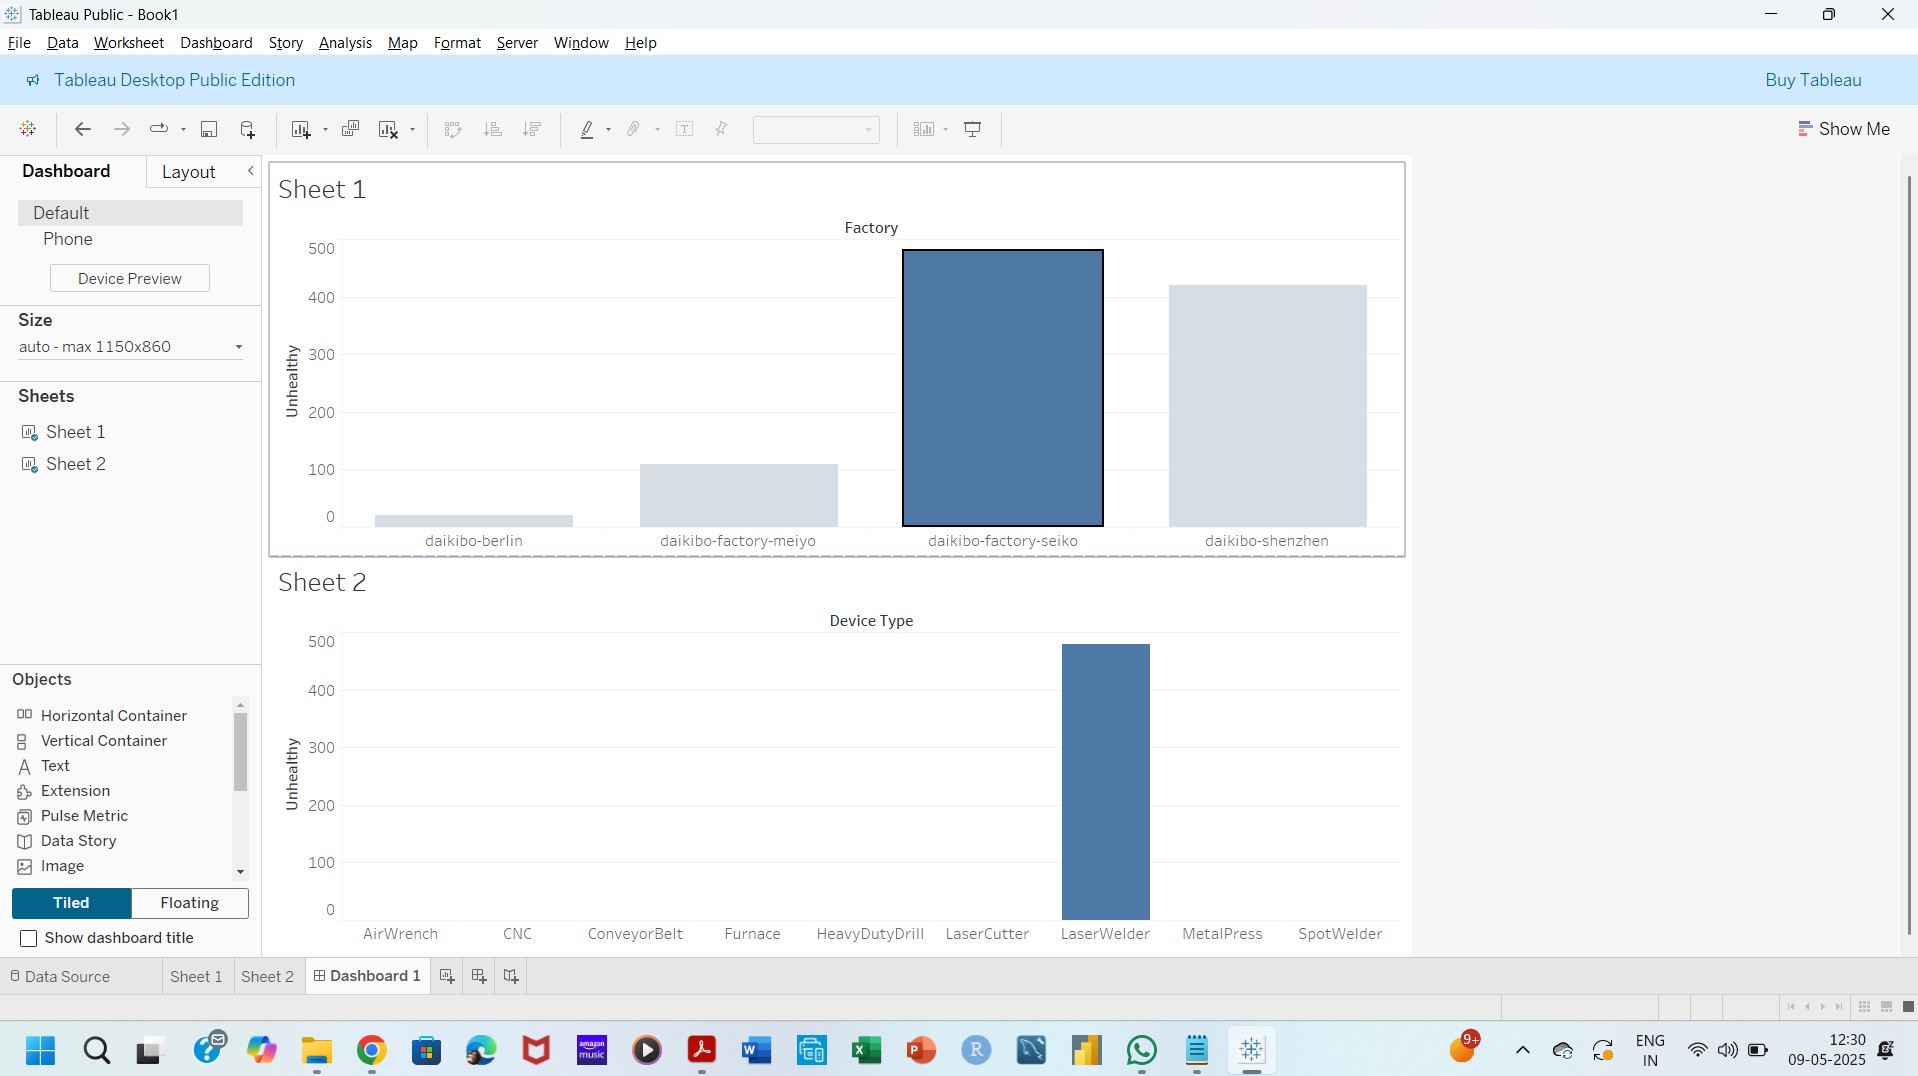 Tableau Public - Book1
File Data Worksheet Dashboard Story Analysis Map Format Server Window Help
Tableau Desktop Public Edition
Buy Tableau
Show Me
Dashboard
Layout
Default
Phone
Device Preview
Size
auto - max 1150x860
Sheets
Sheet 1
Sheet 2
Objects
Horizontal Container
Vertical Container
Text
Extension
Pulse Metric
Data Story
Image
Tiled
Floating
Show dashboard title
Sheet 1
Factory
Unhealthy
500
400
300
200
100
0
daikibo-berlin
daikibo-factory-meiyo
daikibo-factory-seiko
daikibo-shenzhen
Sheet 2
Device Type
Unhealthy
500
400
300
200
100
0
AirWrench
CNC
ConveyorBelt
Furnace
HeavyDutyDrill
LaserCutter
LaserWelder
MetalPress
SpotWelder
Data Source
Sheet 1
Sheet 2
Dashboard 1
amazon music
9+
ENG
IN
12:30
09-05-2025